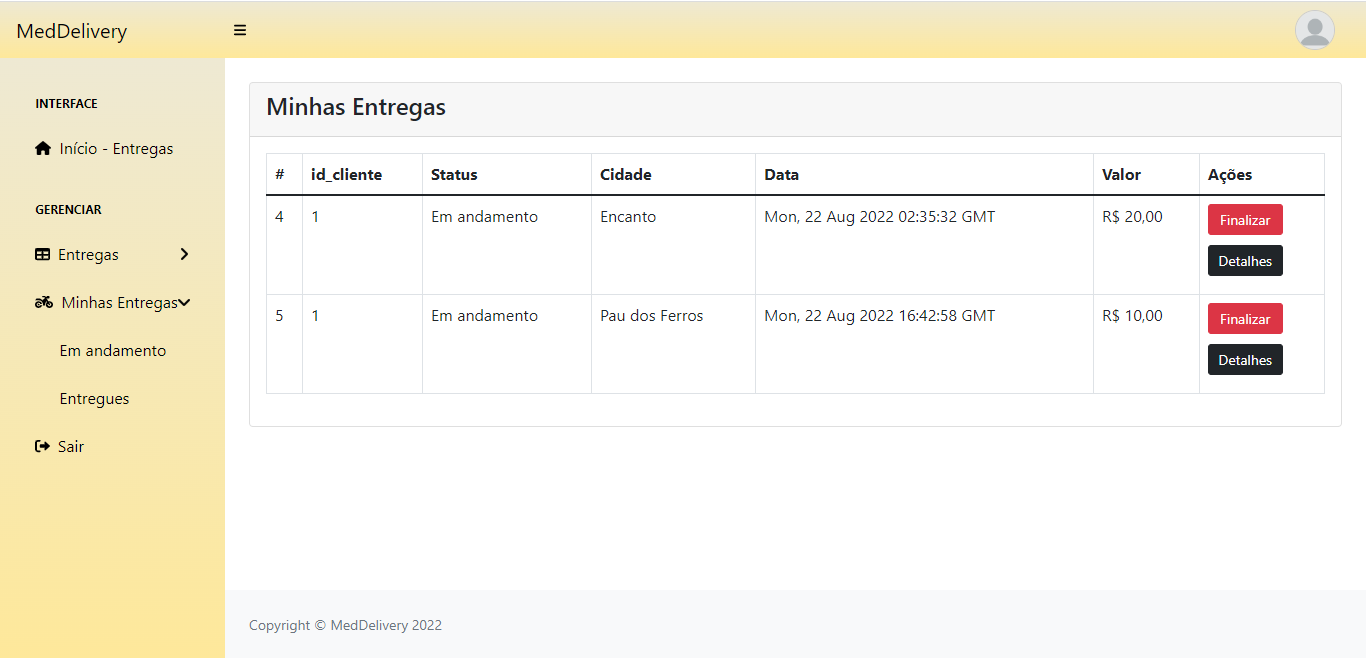 MedDelivery
INTERFACE
Início - Entregas
GERENCIAR
Entregas
Minhas Entregas
Em andamento
Entregues
Sair
Minhas Entregas
# id_cliente Status Cidade Data Valor Ações
4 1 Em andamento Encanto Mon, 22 Aug 2022 02:35:32 GMT R$ 20,00 Finalizar
Detalhes
5 1 Em andamento Pau dos Ferros Mon, 22 Aug 2022 16:42:58 GMT R$ 10,00 Finalizar
Detalhes
Copyright © MedDelivery 2022